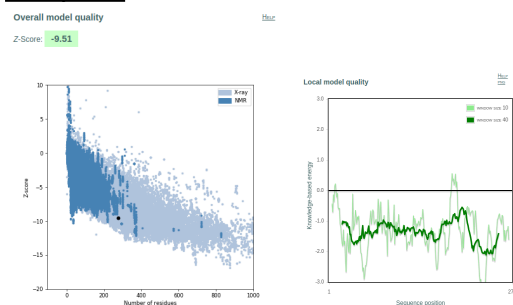 Overall model quality
Help
Z-Score: -9.51
10
5
0
−5
−10
−15
−20
Z-score
X-ray
NMR
0 200 400 600 800 1000
Number of residues
Local model quality
Help
3.0
2.0
1.0
0.0
-1.0
-2.0
-3.0
Knowledge-based energy
window size 10
window size 40
1
Sequence position